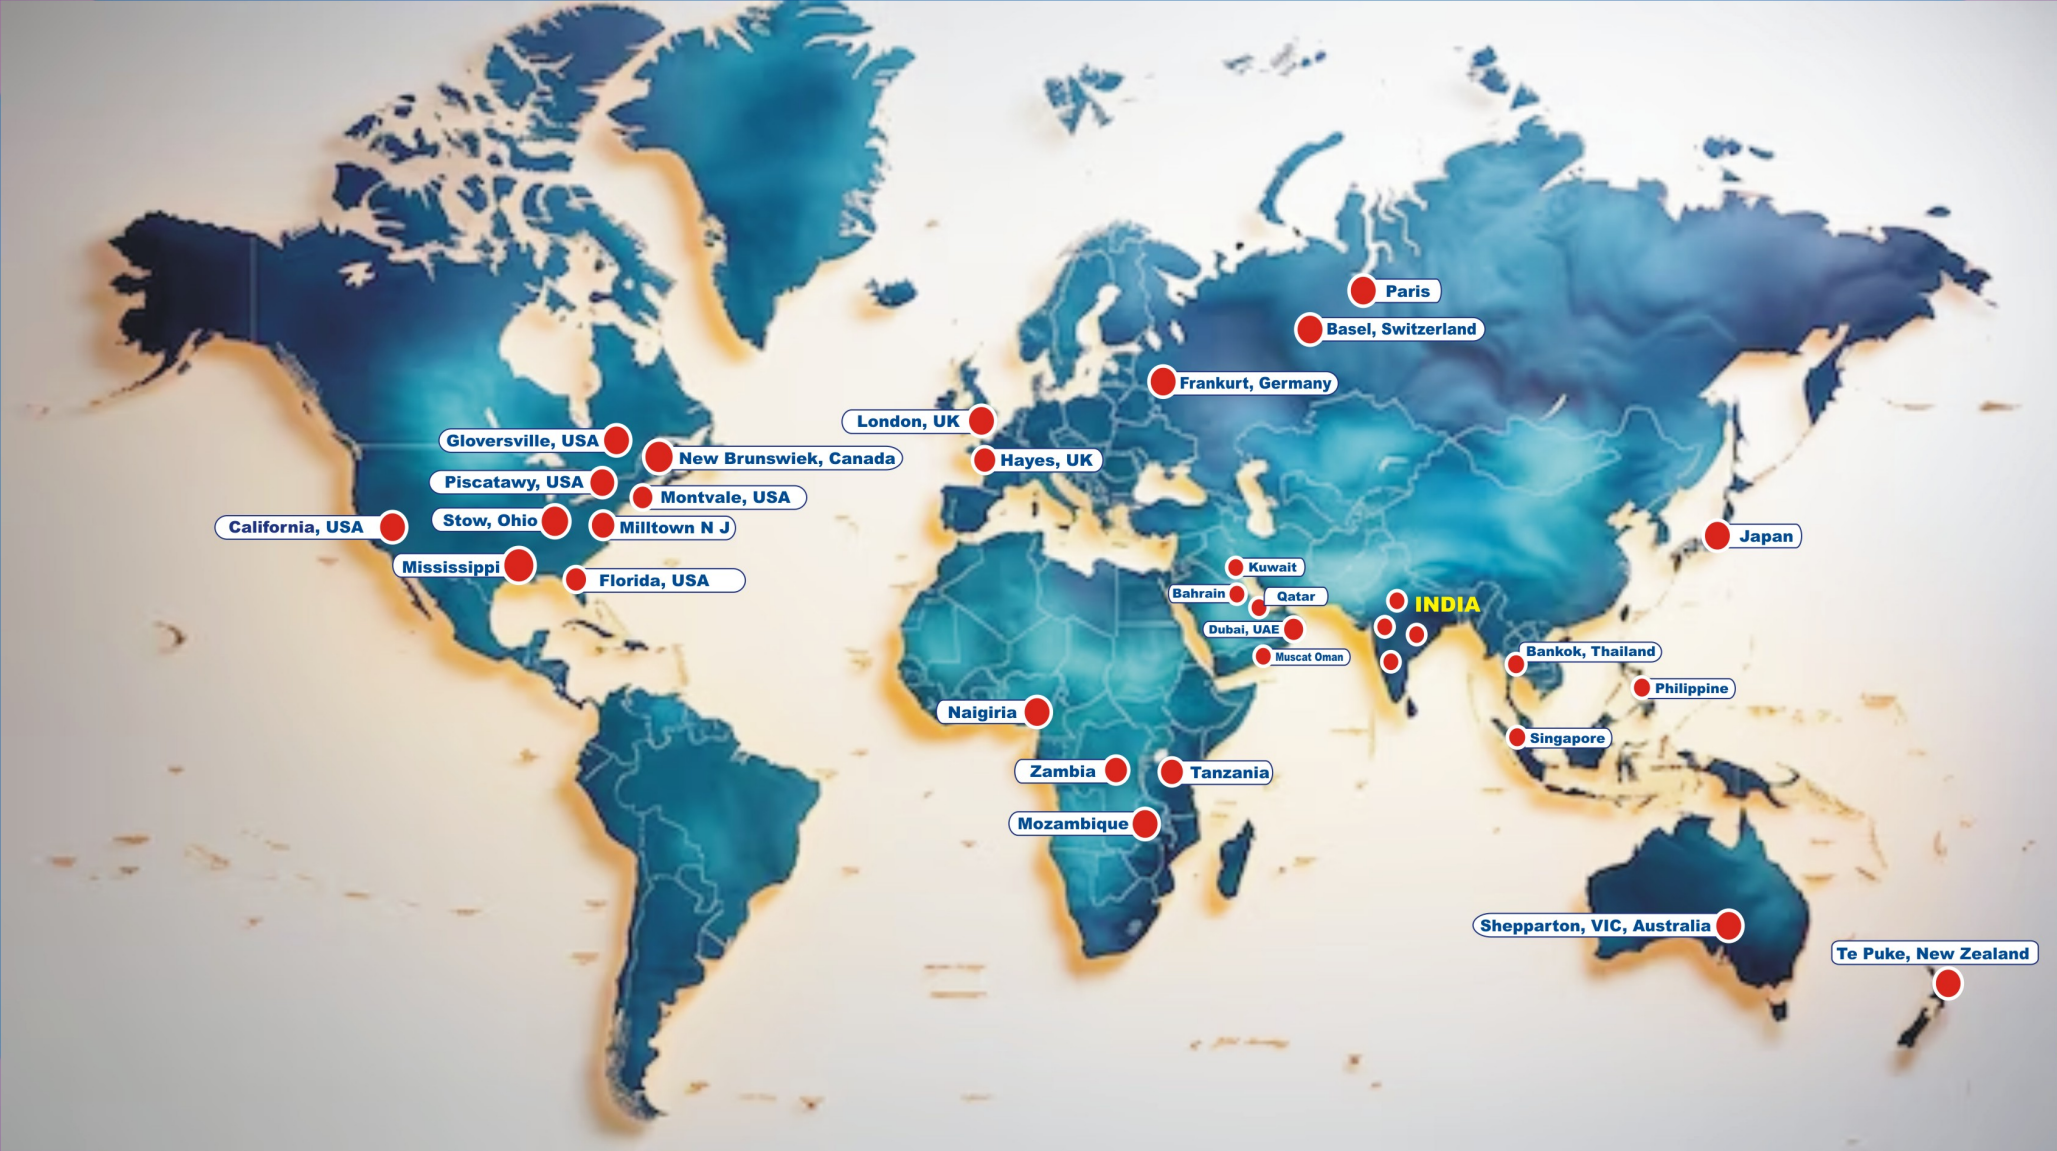 Paris
Basel, Switzerland
Frankurt, Germany
London, UK
Gloversville, USA
New Brunswiek, Canada
Hayes, UK
Piscatawy, USA
Montvale, USA
California, USA
Stow, Ohio
Milltown N J
Japan
Mississippi
Florida, USA
Kuwait
Bahrain
Qatar
INDIA
Dubai, UAE
Muscat Oman
Bankok, Thailand
Philippine
Naigiria
Singapore
Zambia
Tanzania
Mozambique
Shepparton, VIC, Australia
Te Puke, New Zealand